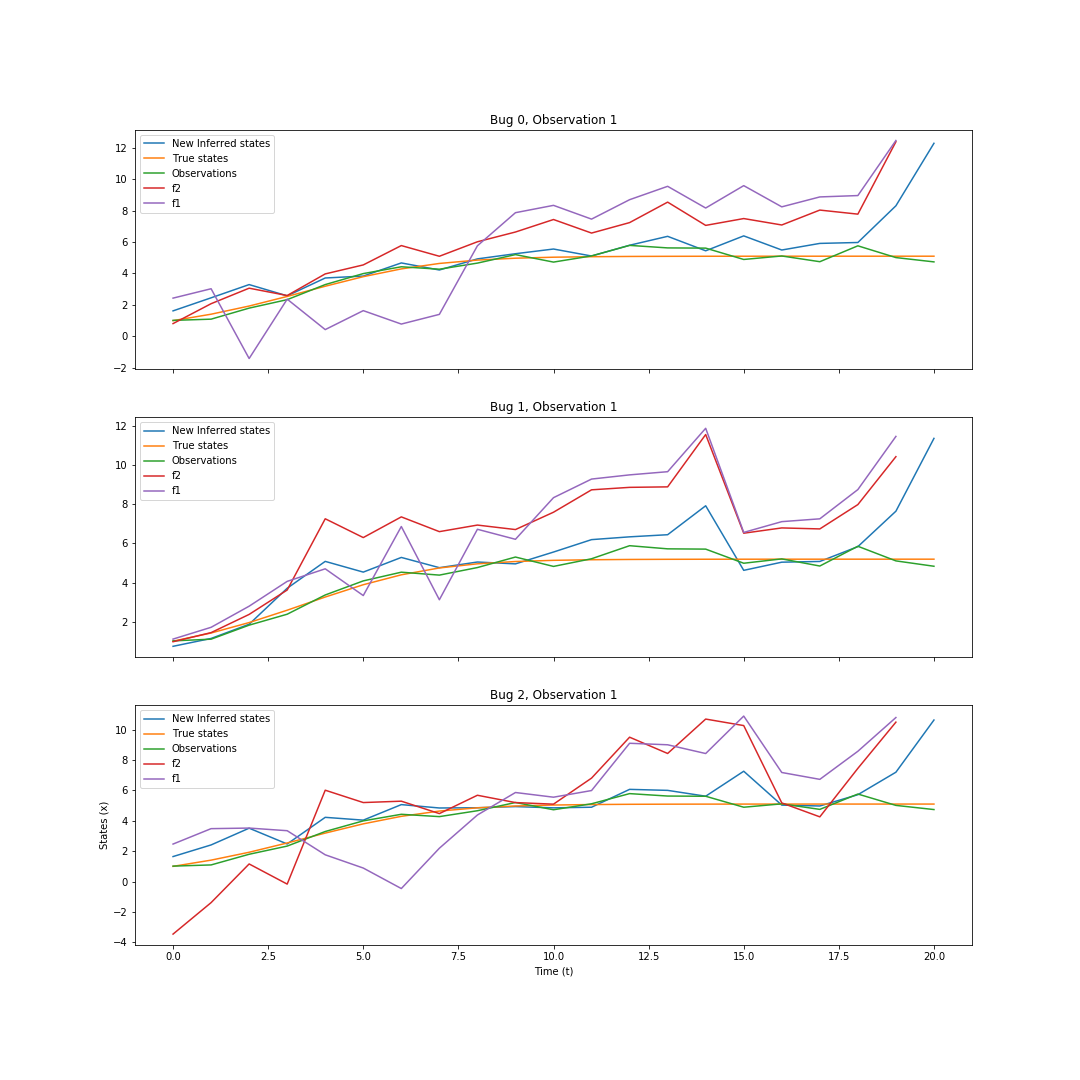 Bug 0, Observation 1
New Inferred states
True states
Observations
f2
f1
12
10
8
6
4
2
0
−2
Bug 1, Observation 1
New Inferred states
True states
Observations
f2
f1
12
10
8
6
4
2
Bug 2, Observation 1
New Inferred states
True states
Observations
f2
f1
10
8
6
4
2
0
−2
−4
States (x)
0.0 2.5 5.0 7.5 10.0 12.5 15.0 17.5 20.0
Time (t)